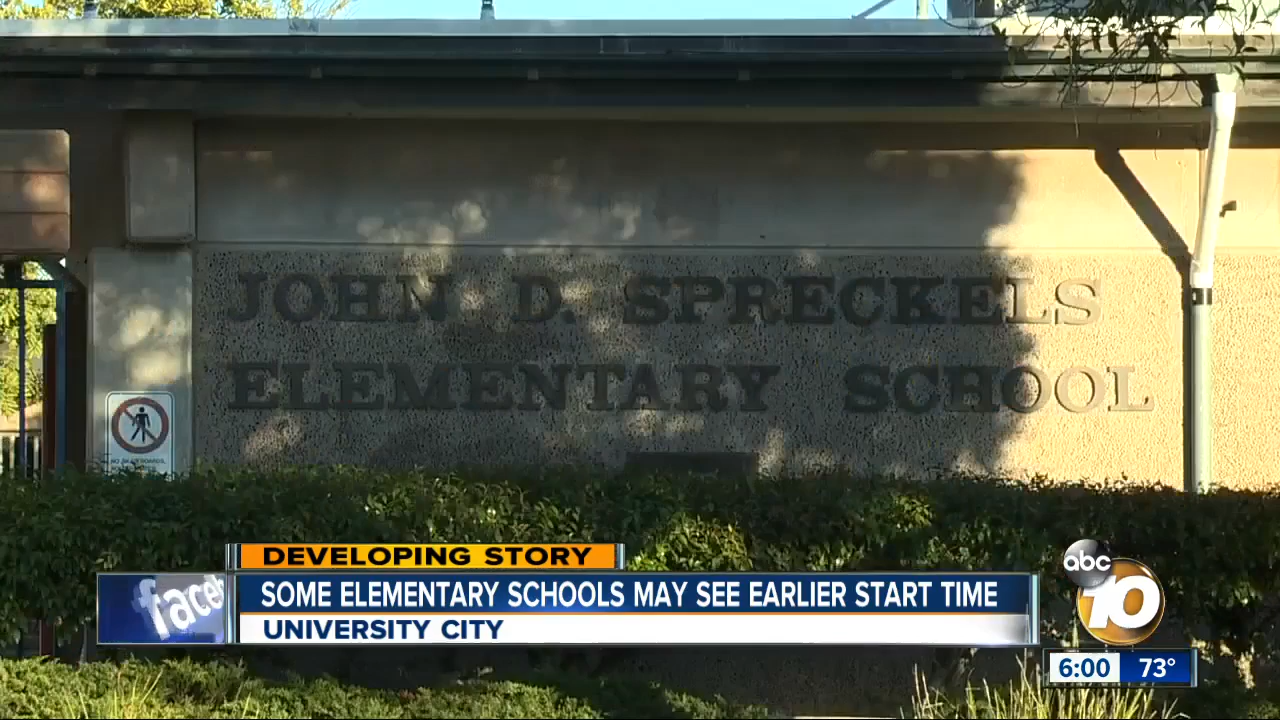 JOHN D. SPRECKELS
ELEMENTARY SCHOOL
DEVELOPING STORY
SOME ELEMENTARY SCHOOLS MAY SEE EARLIER START TIME
UNIVERSITY CITY
abc
10
6:00 73°